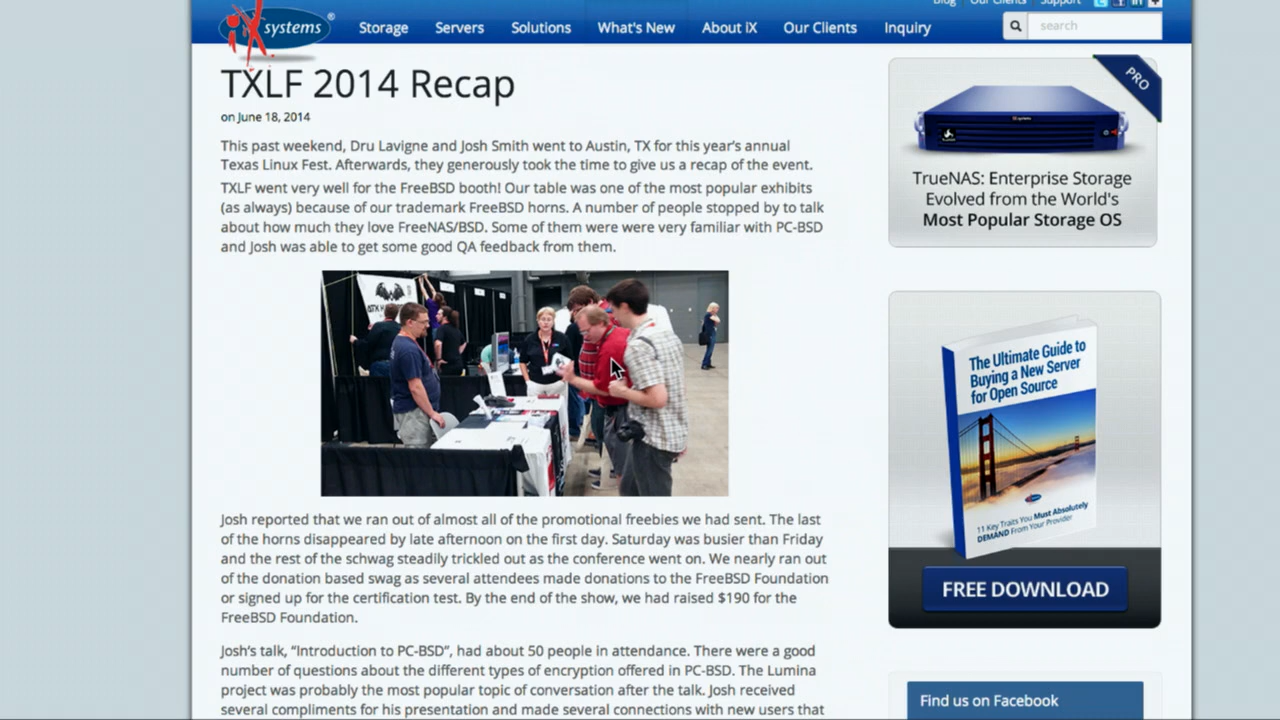 Blog Our Clients Support
iX systems®
Storage Servers Solutions What's New About iX Our Clients Inquiry
search
TXLF 2014 Recap
on June 18, 2014
This past weekend, Dru Lavigne and Josh Smith went to Austin, TX for this year's annual
Texas Linux Fest. Afterwards, they generously took the time to give us a recap of the event.
TXLF went very well for the FreeBSD booth! Our table was one of the most popular exhibits
(as always) because of our trademark FreeBSD horns. A number of people stopped by to talk
about how much they love FreeNAS/BSD. Some of them were were very familiar with PC-BSD
and Josh was able to get some good QA feedback from them.
Josh reported that we ran out of almost all of the promotional freebies we had sent. The last
of the horns disappeared by late afternoon on the first day. Saturday was busier than Friday
and the rest of the schwag steadily trickled out as the conference went on. We nearly ran out
of the donation based swag as several attendees made donations to the FreeBSD Foundation
or signed up for the certification test. By the end of the show, we had raised $190 for the
FreeBSD Foundation.
Josh's talk, "Introduction to PC-BSD", had about 50 people in attendance. There were a good
number of questions about the different types of encryption offered in PC-BSD. The Lumina
project was probably the most popular topic of conversation after the talk. Josh received
several compliments for his presentation and made several connections with new users that
PRO
TrueNAS: Enterprise Storage
Evolved from the World's
Most Popular Storage OS
The Ultimate Guide to
Buying a New Server
for Open Source
11 Key Traits You Must Absolutely
DEMAND From Your Provider
FREE DOWNLOAD
Find us on Facebook